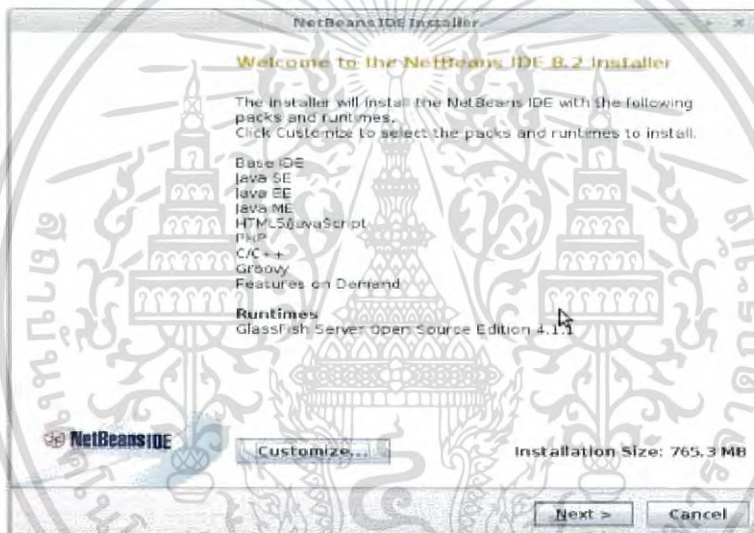 NetBeans IDE Installer
Welcome to the NetBeans IDE 8.2 Installer
The installer will install the NetBeans IDE with the following
packs and runtimes.
Click Customize to select the packs and runtimes to install.
Base IDE
Java SE
Java EE
Java ME
HTML5/JavaScript
PHP
C/C++
Groovy
Features on Demand
Runtimes
GlassFish Server Open Source Edition 4.1.1
NetBeans IDE
Customize...
Installation Size: 765.3 MB
Next >
Cancel